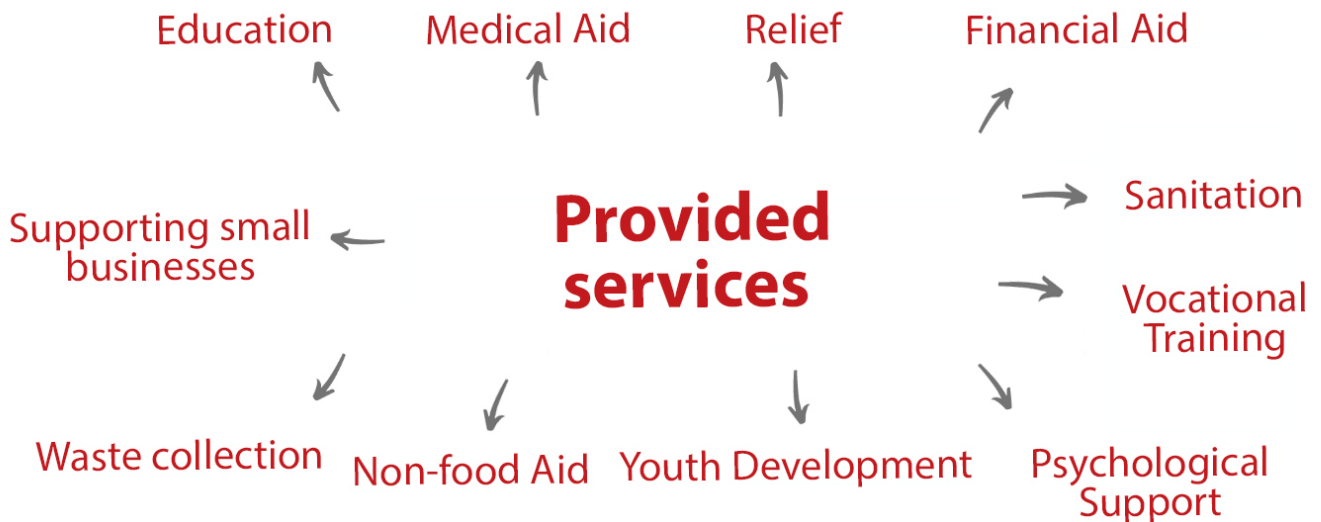 Education
Medical Aid
Relief
Financial Aid
Supporting small
businesses
Provided
services
Sanitation
Vocational
Training
Waste collection
Non-food Aid
Youth Development
Psychological
Support